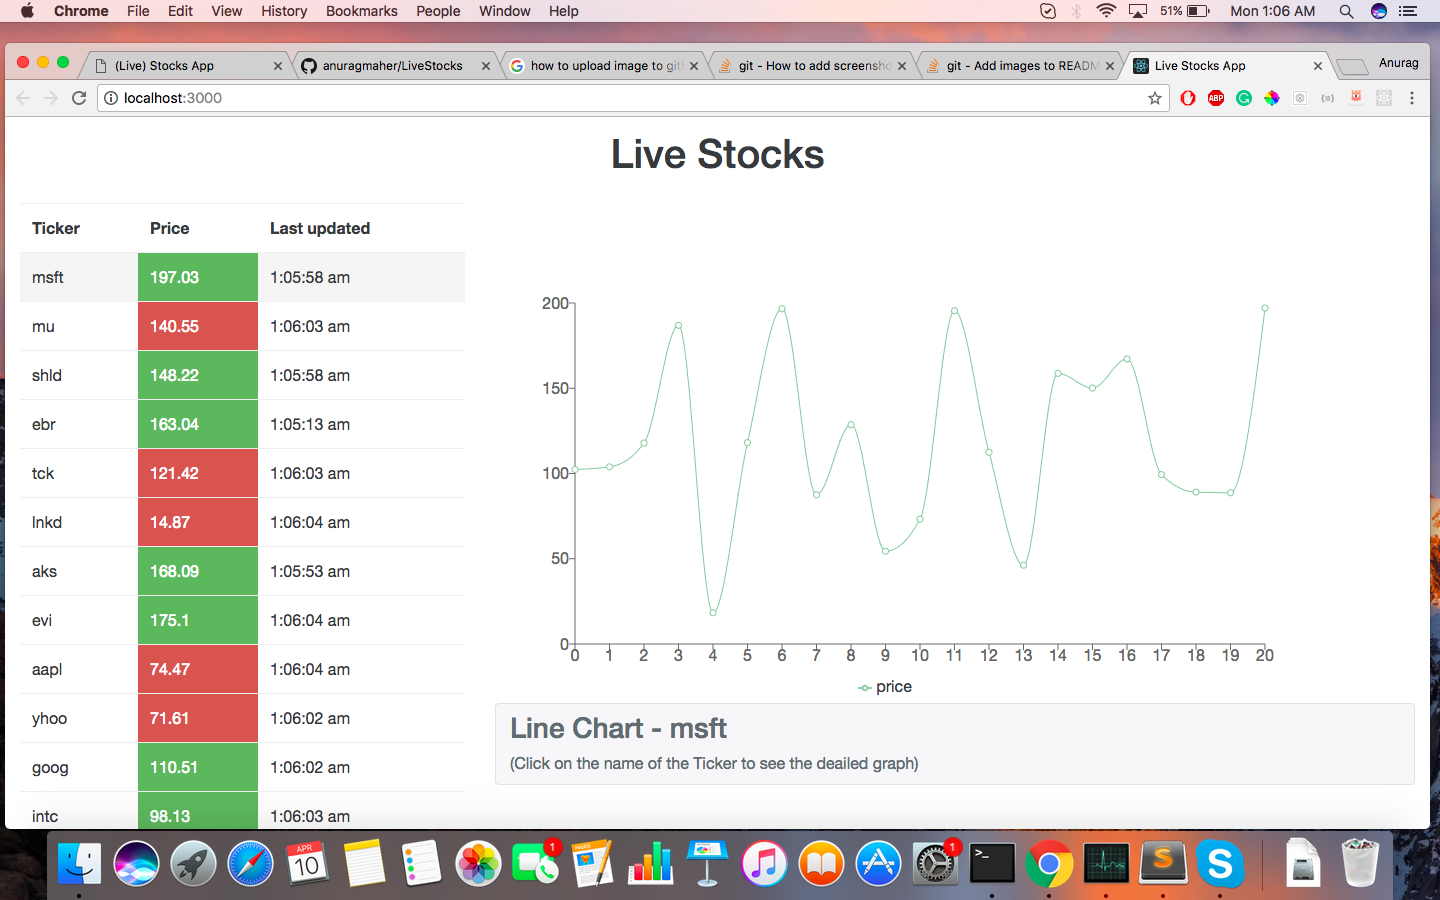 Chrome File Edit View History Bookmarks People Window Help 51% Mon 1:06 AM
(Live) Stocks App anuragmaher/LiveStocks how to upload image to git git - How to add screensho git - Add images to READM Live Stocks App Anurag
localhost:3000 ABP
Live Stocks
Ticker Price Last updated
msft 197.03 1:05:58 am
mu 140.55 1:06:03 am
shld 148.22 1:05:58 am
ebr 163.04 1:05:13 am
tck 121.42 1:06:03 am
lnkd 14.87 1:06:04 am
aks 168.09 1:05:53 am
evi 175.1 1:06:04 am
aapl 74.47 1:06:04 am
yhoo 71.61 1:06:02 am
goog 110.51 1:06:02 am
intc 98.13 1:06:03 am
200
150
100
50
0
0 1 2 3 4 5 6 7 8 9 10 11 12 13 14 15 16 17 18 19 20
price
Line Chart - msft
(Click on the name of the Ticker to see the deailed graph)
APR
10
1
PAGES
1
>_
S
S